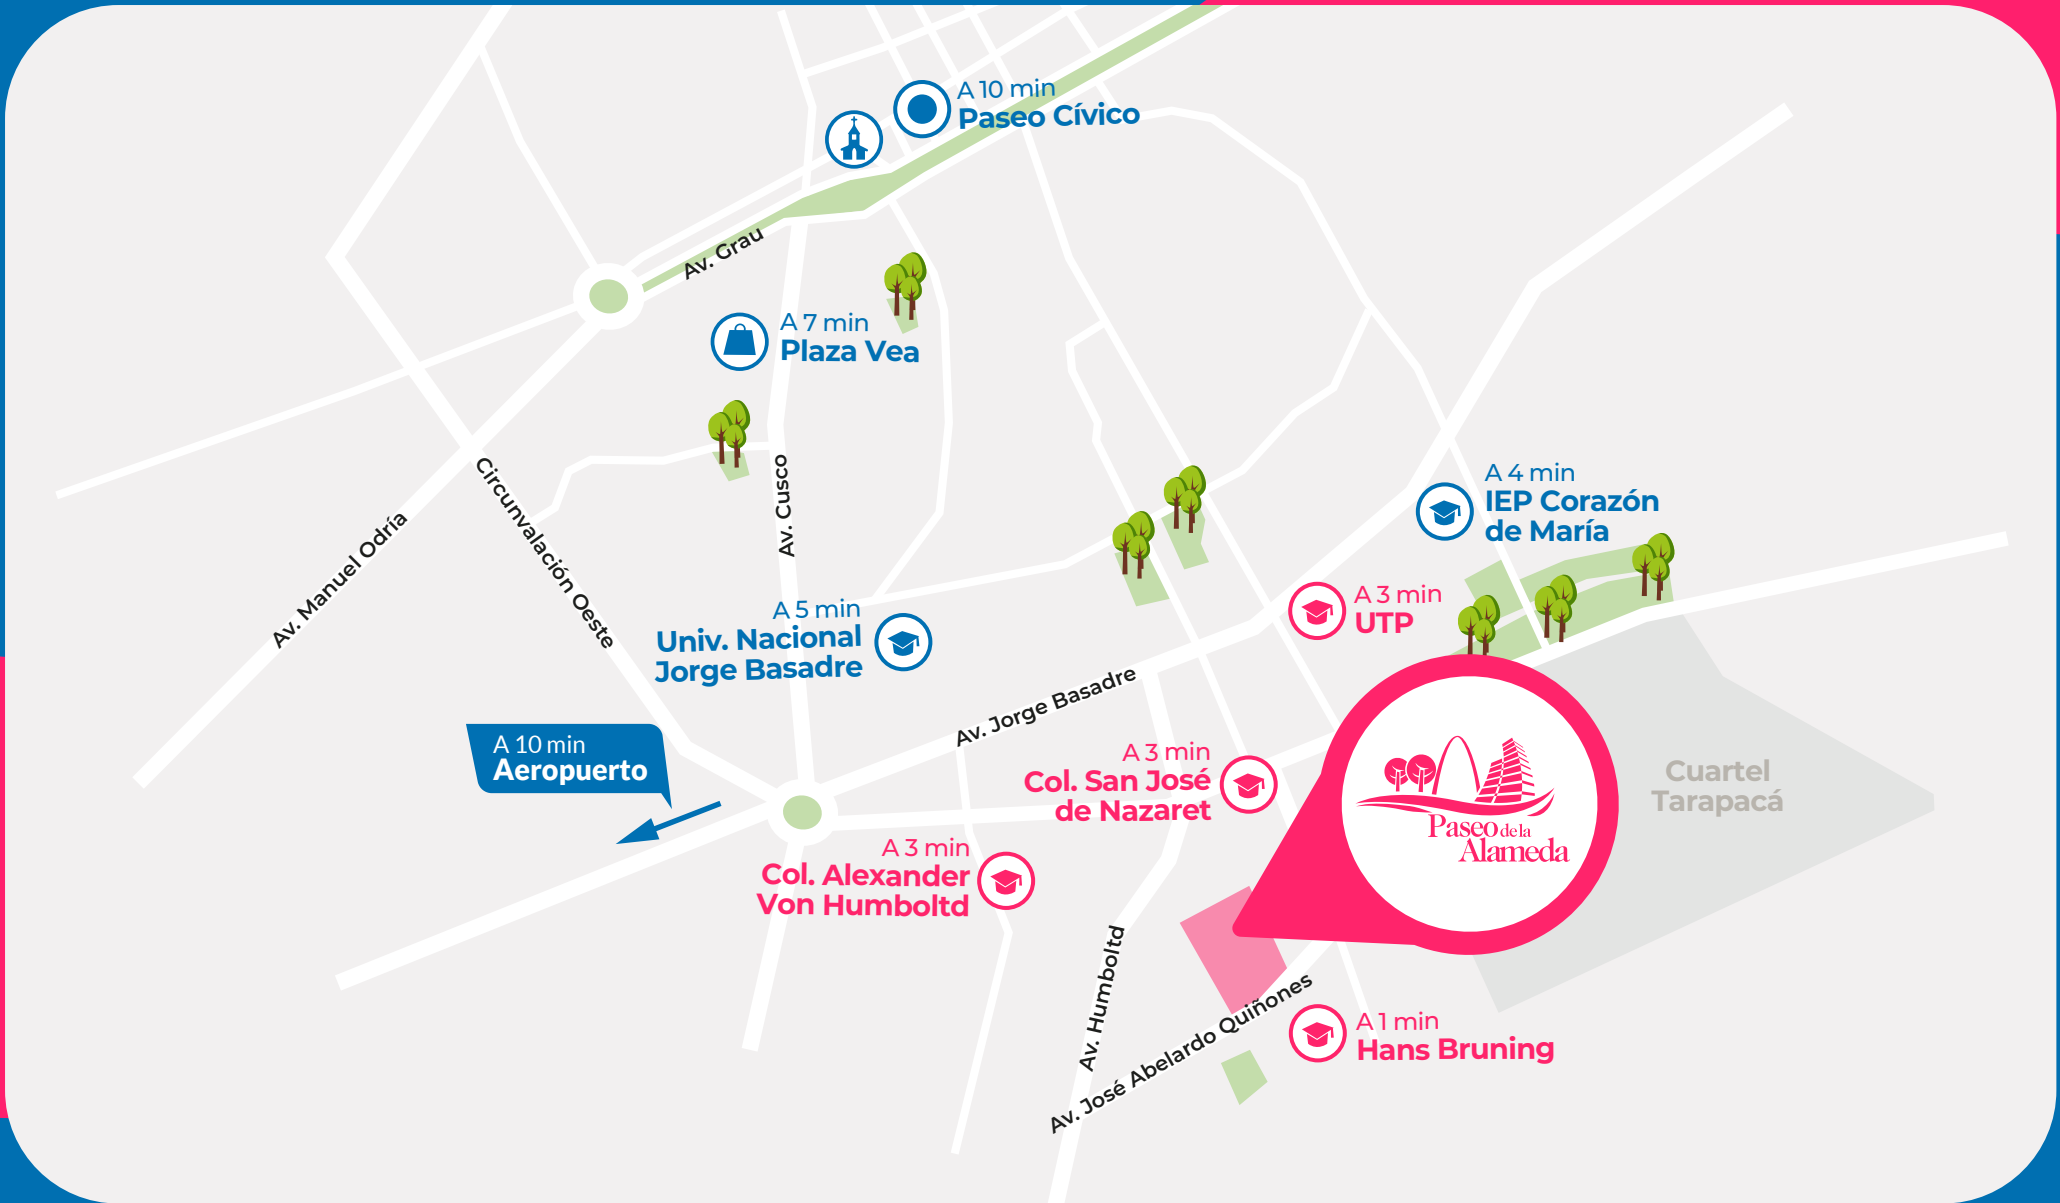 A 10 min
Paseo Cívico
Av. Grau
A 7 min
Plaza Vea
Circunvalación Oeste
Av. Cusco
Av. Manuel Odría
A 4 min
IEP Corazón
de María
A 3 min
UTP
A 5 min
Univ. Nacional
Jorge Basadre
Av. Jorge Basadre
A 10 min
Aeropuerto
A 3 min
Col. San José
de Nazaret
Cuartel
Tarapacá
Paseo de la
Alameda
A 3 min
Col. Alexander
Von Humboltd
Av. Humboltd
Av. José Abelardo Quiñones
A 1 min
Hans Bruning